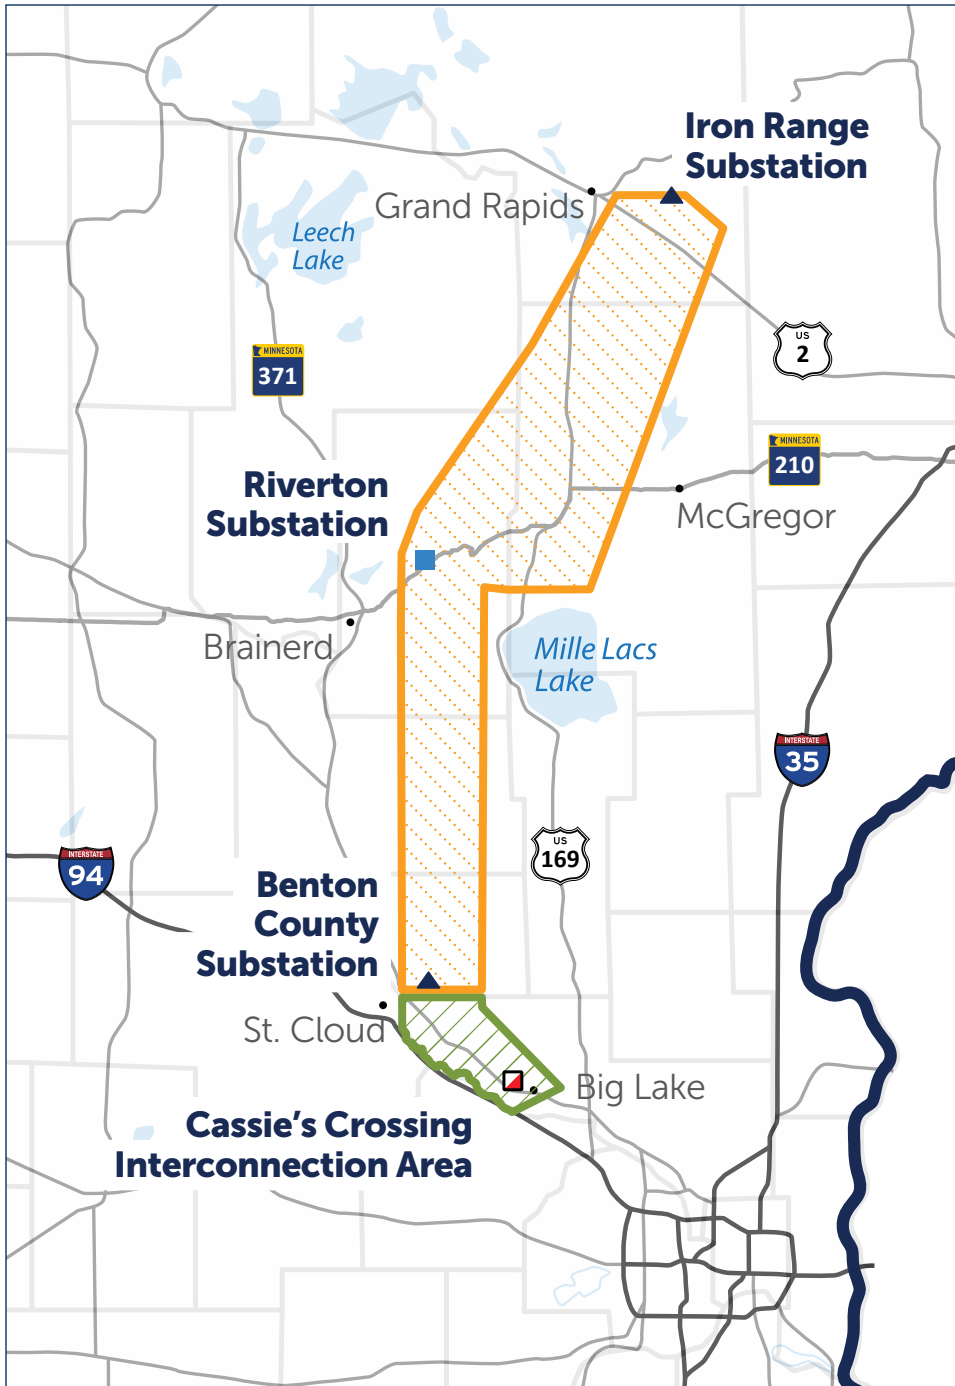 Iron Range
Substation
Grand Rapids
Leech
Lake
US
2
MINNESOTA
371
MINNESOTA
210
Riverton
Substation
McGregor
Brainerd
Mille Lacs
Lake
INTERSTATE
35
US
169
INTERSTATE
94
Benton
County
Substation
St. Cloud
Big Lake
Cassie's Crossing
Interconnection Area